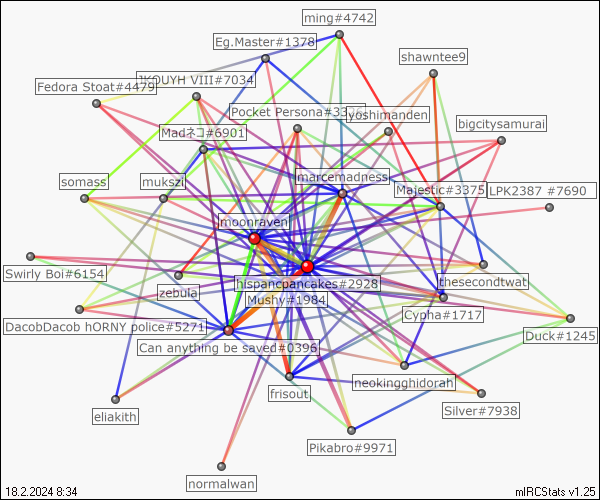 ming#4742
Eg.Master#1378
shawntee9
Fedora Stoat#4479
VIII#7034
Pocket Persona#33
yoshimanden
bigcitysamurai
Madネコ#6901
marcemadness
somass
mukszi
Majestic#3375
LPK2387 #7690
moonraven
Swirly Boi#6154
zebula
hispancpancakes#2928
thesecondtwat
Mushy#1984
Cypha#1717
DacobDacob hORNY police#5271
Duck#1245
Can anything be saved#0396
frisout
neokingghidorah
Silver#7938
eliakith
Pikabro#9971
normalwan
18.2.2024 8:34
mIRCStats v1.25